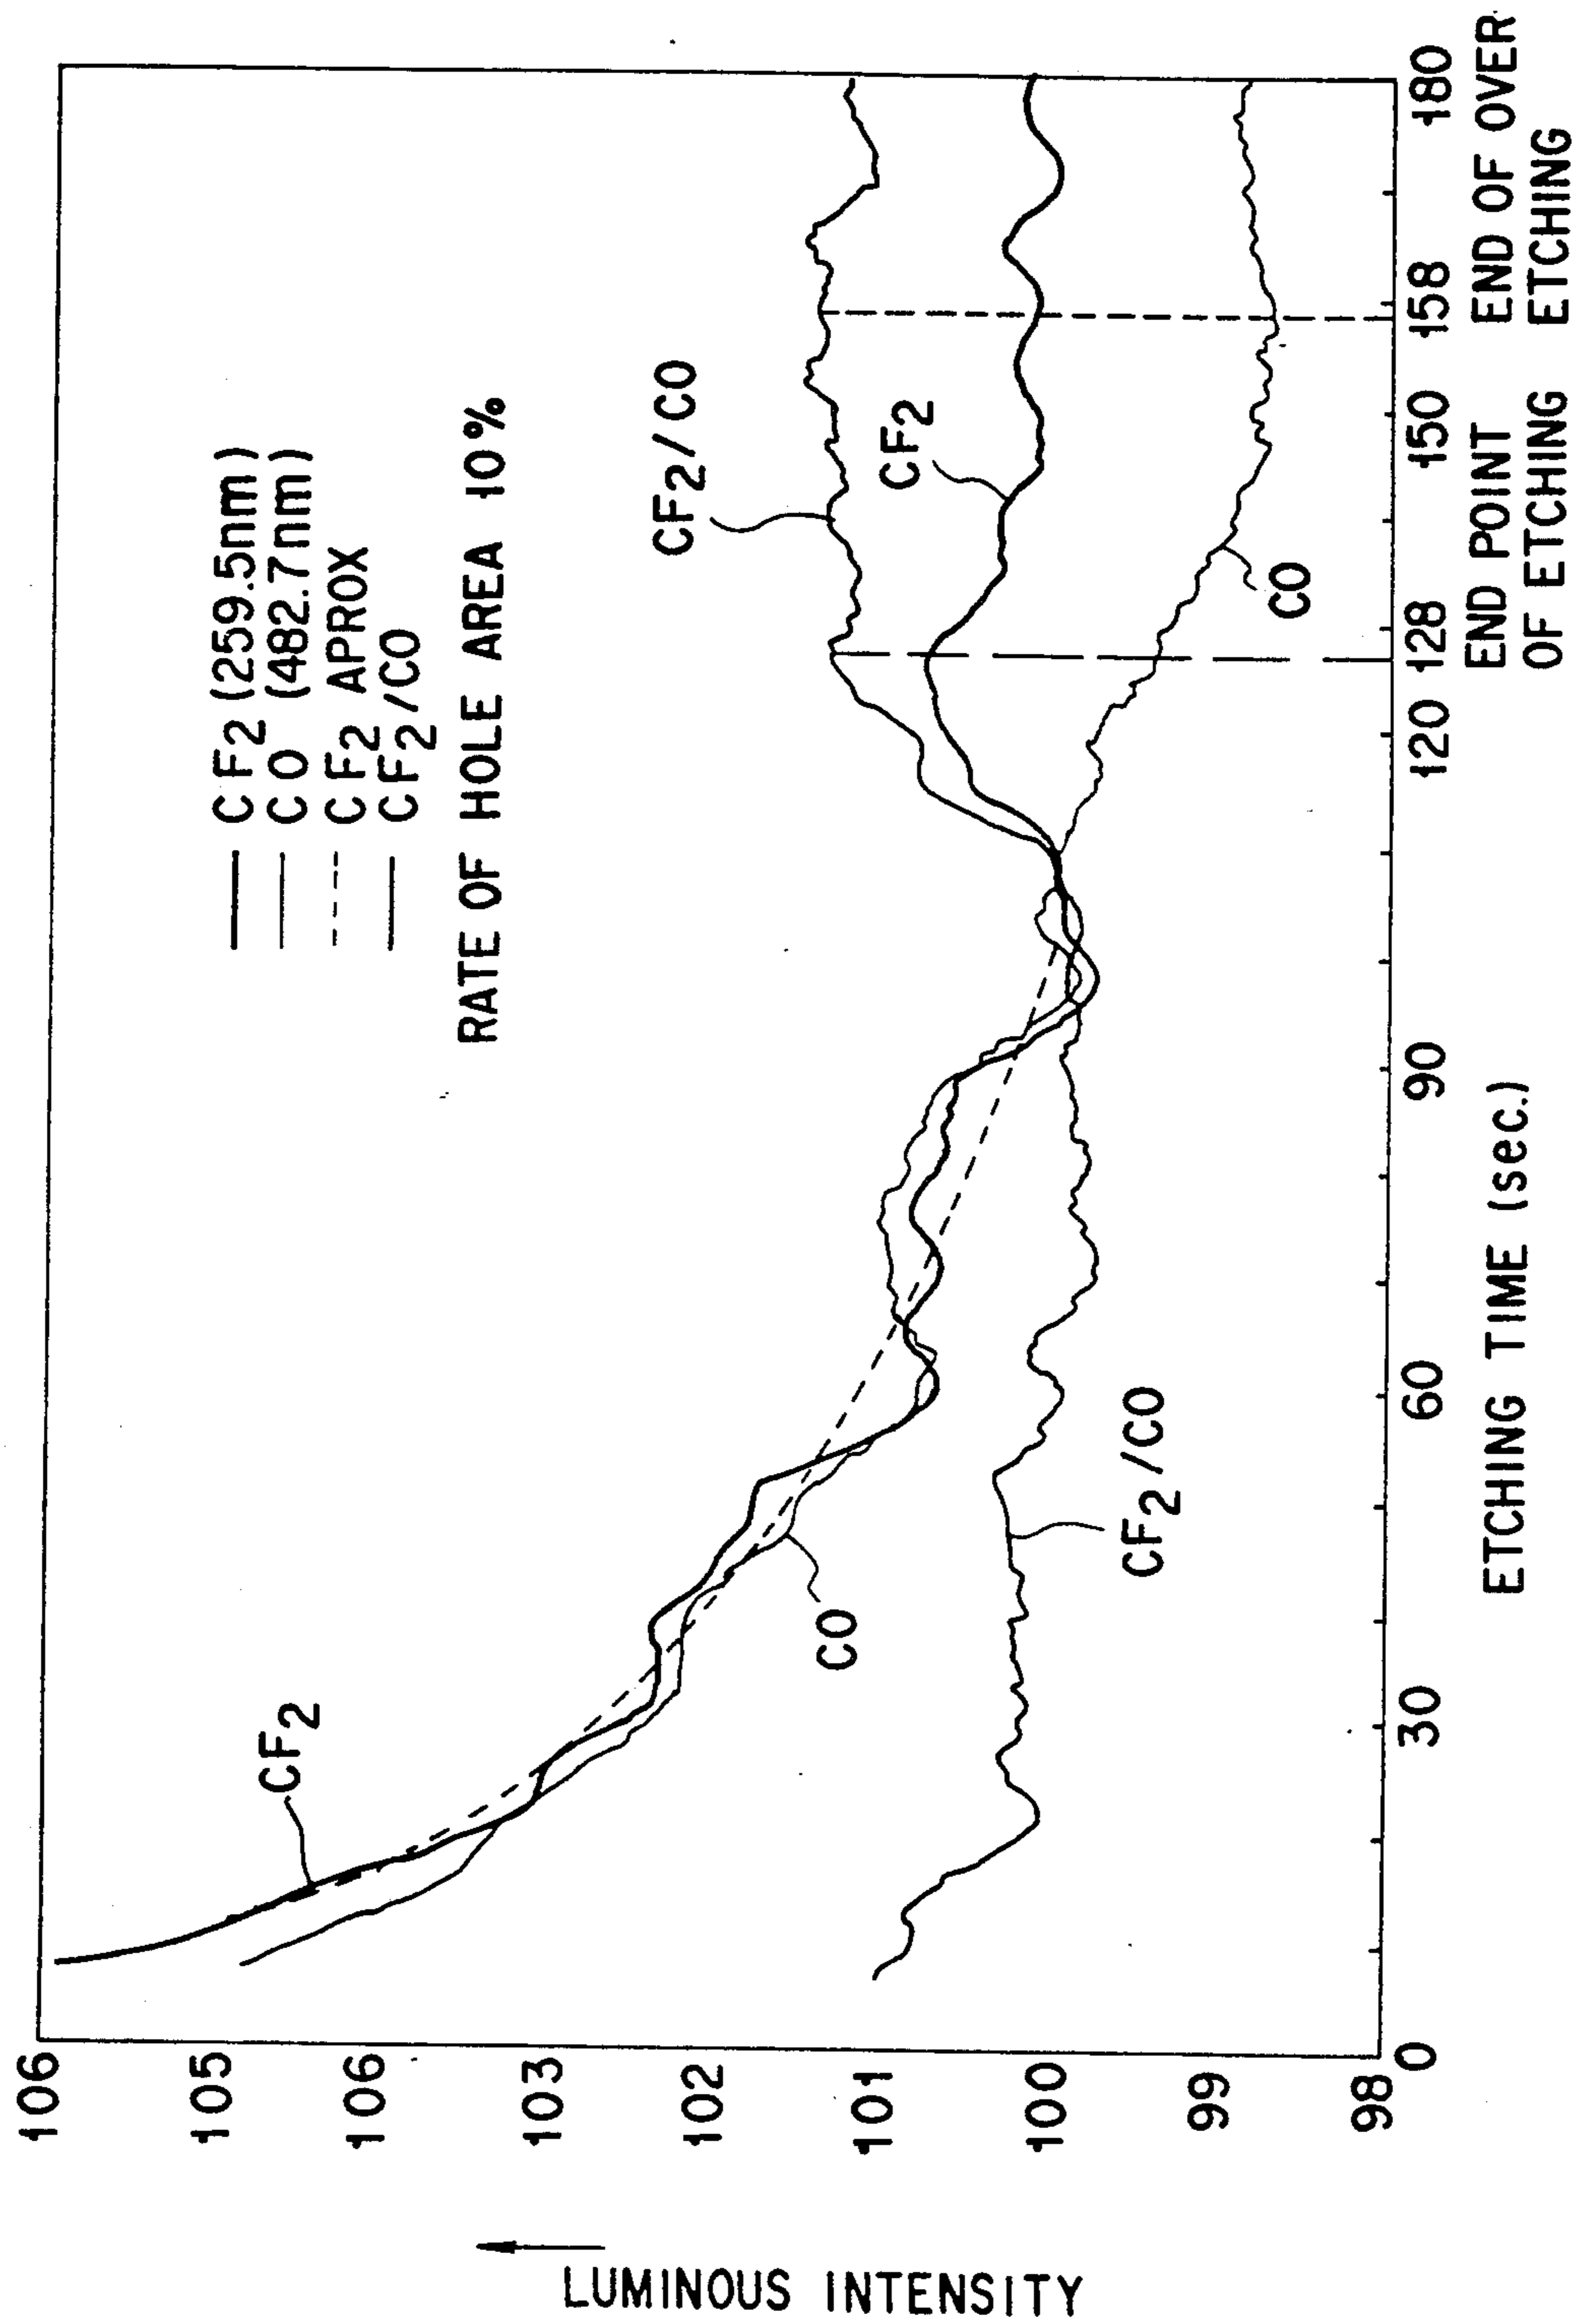 CF2 (259.5nm)
CO (482.7nm)
CF2 APROX
CF2/CO
RATE OF HOLE AREA 10%
CF2
CO
CF2/CO
CF2/CO
CF2
CO
106
105
106
103
102
101
100
99
98
LUMINOUS INTENSITY
0 30 60 90 120 128 150 158 180
ETCHING TIME (sec.)
END POINT
OF ETCHING
END OF OVER
ETCHING